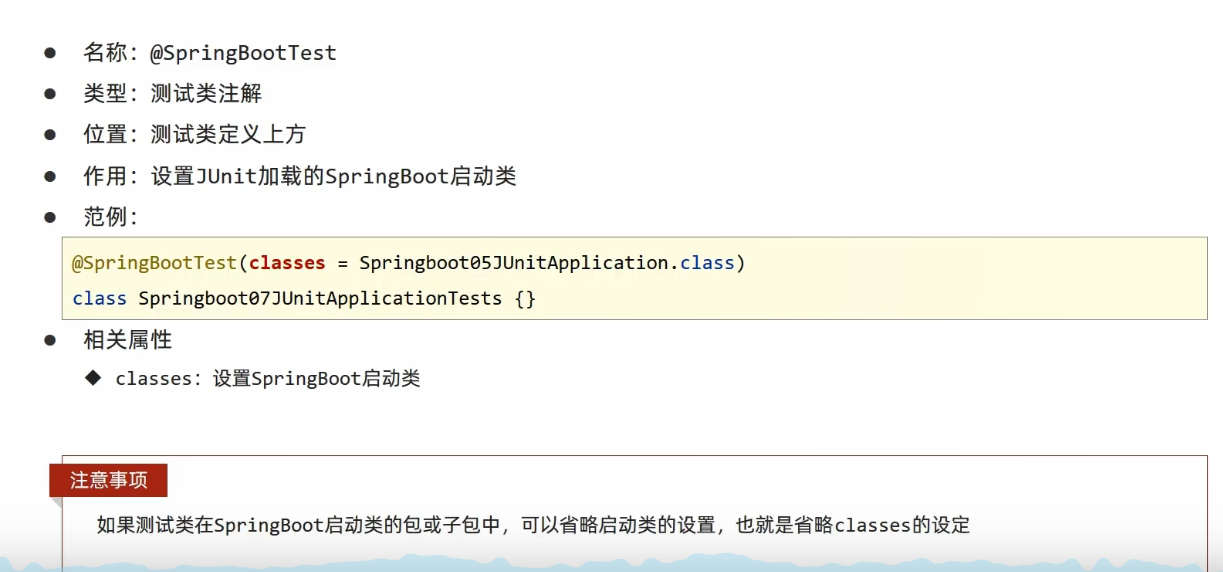 ● 名称：@SpringBootTest
● 类型：测试类注解
● 位置：测试类定义上方
● 作用：设置JUnit加载的SpringBoot启动类
● 范例：
@SpringBootTest(classes = Springboot05JUnitApplication.class)
class Springboot07JUnitApplicationTests {}
● 相关属性
◆ classes：设置SpringBoot启动类
注意事项
如果测试类在SpringBoot启动类的包或子包中，可以省略启动类的设置，也就是省略classes的设定